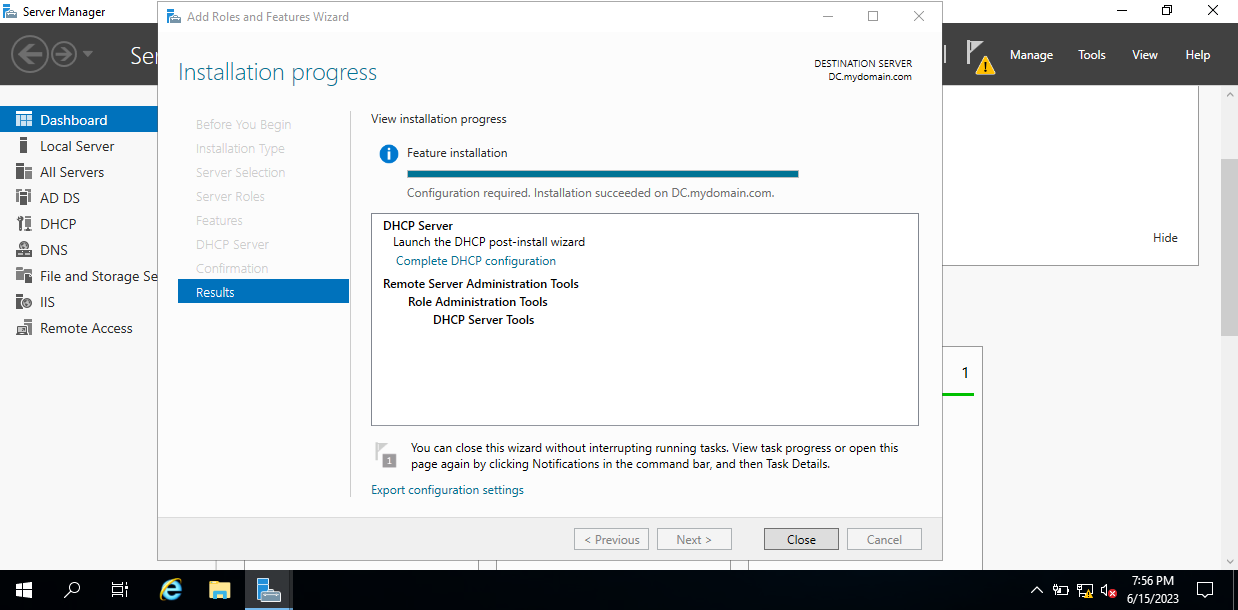 Server Manager
Add Roles and Features Wizard
Ser
Manage
Tools
View
Help
Installation progress
DESTINATION SERVER
DC.mydomain.com
Dashboard
Local Server
All Servers
AD DS
DHCP
DNS
File and Storage Se
IIS
Remote Access
Before You Begin
Installation Type
Server Selection
Server Roles
Features
DHCP Server
Confirmation
Results
View installation progress
Feature installation
Configuration required. Installation succeeded on DC.mydomain.com.
DHCP Server
Launch the DHCP post-install wizard
Complete DHCP configuration
Remote Server Administration Tools
Role Administration Tools
DHCP Server Tools
1
You can close this wizard without interrupting running tasks. View task progress or open this
page again by clicking Notifications in the command bar, and then Task Details.
Export configuration settings
< Previous
Next >
Close
Cancel
Hide
1
7:56 PM
6/15/2023